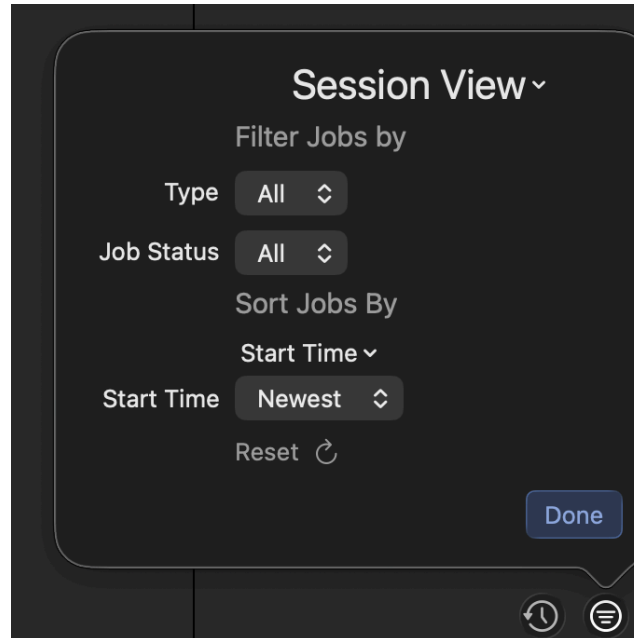 Session View
Filter Jobs by
Type All
Job Status All
Sort Jobs By
Start Time
Start Time Newest
Reset
Done